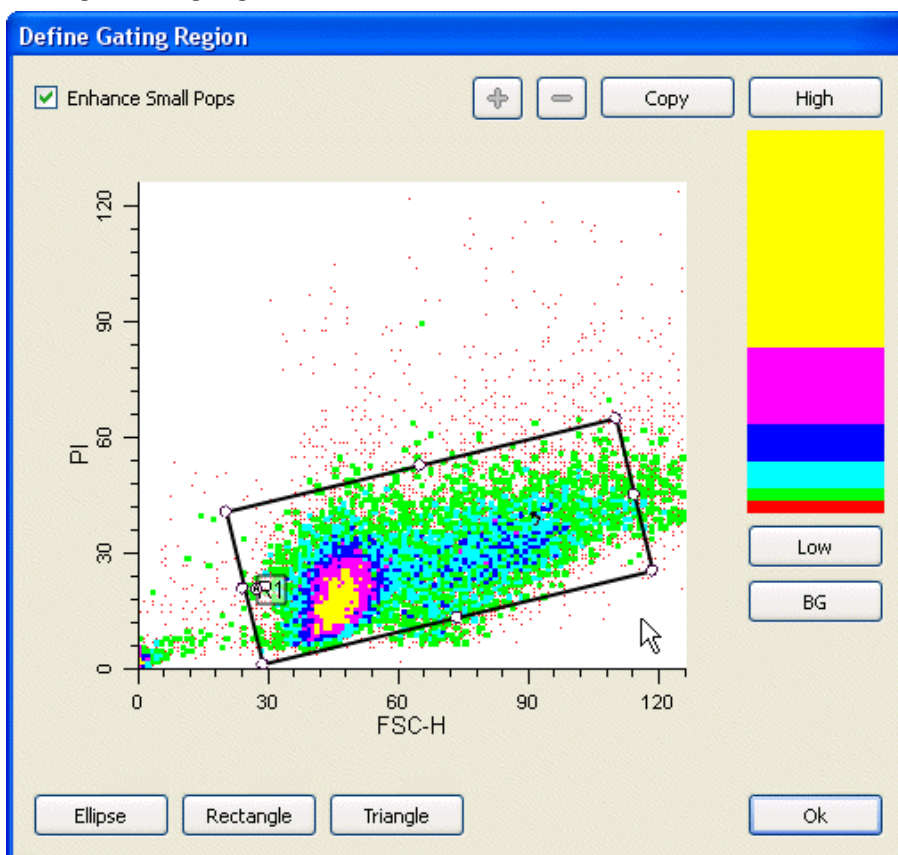 Define Gating Region
Enhance Small Pops
Copy
High
120
90
60
30
0
PI
R1
0 30 60 90 120
FSC-H
Low
BG
Ellipse Rectangle Triangle Ok